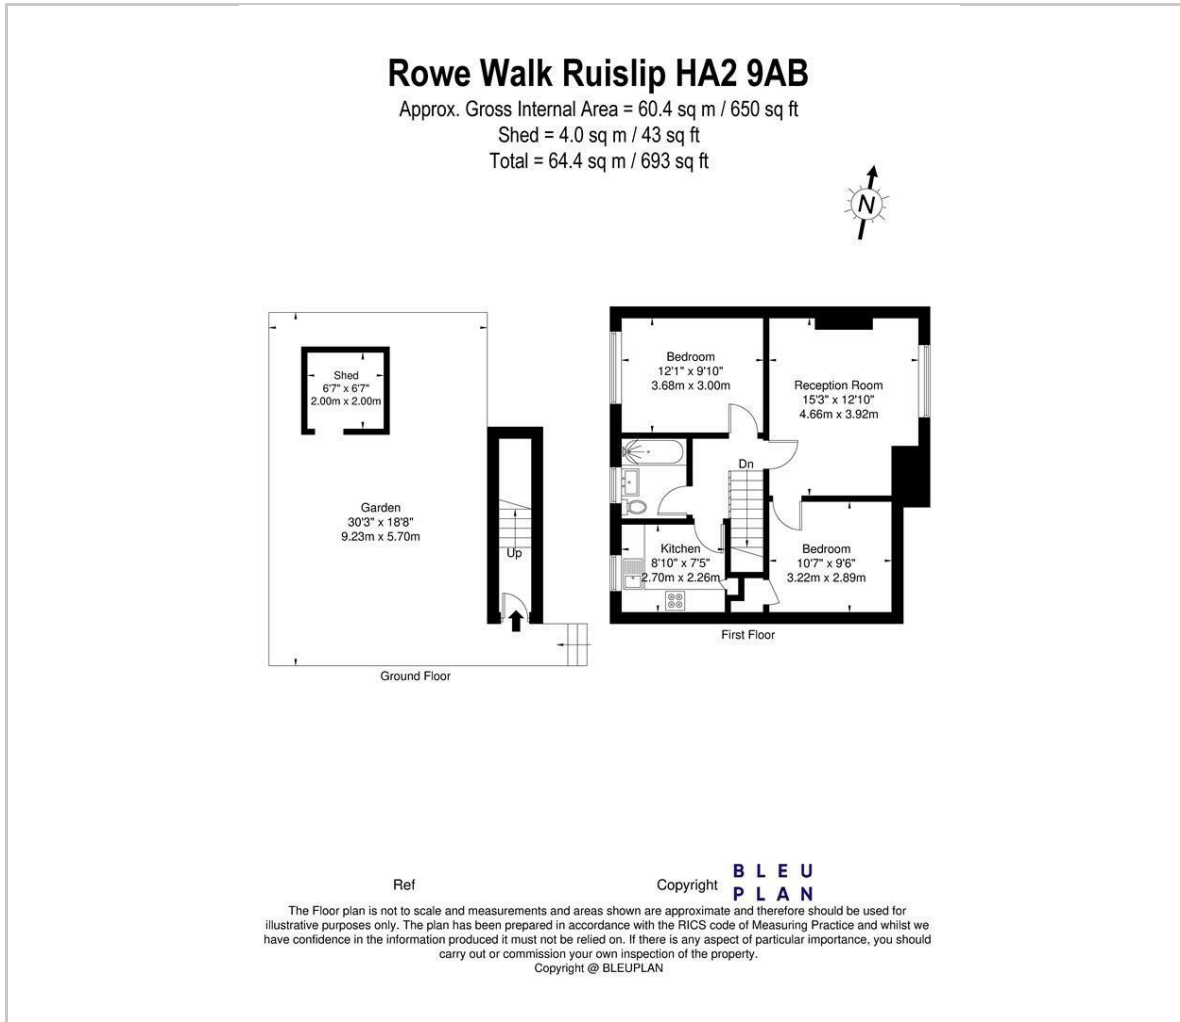 Rowe Walk Ruislip HA2 9AB
Approx. Gross Internal Area = 60.4 sq m / 650 sq ft
Shed = 4.0 sq m / 43 sq ft
Total = 64.4 sq m / 693 sq ft
N
Shed
6'7" x 6'7"
2.00m x 2.00m
Garden
30'3" x 18'8"
9.23m x 5.70m
Up
Ground Floor
Bedroom
12'1" x 9'10"
3.68m x 3.00m
Reception Room
15'3" x 12'10"
4.66m x 3.92m
Dn
Kitchen
8'10" x 7'5"
2.70m x 2.26m
Bedroom
10'7" x 9'6"
3.22m x 2.89m
First Floor
Ref
Copyright
BLEU
PLAN
The Floor plan is not to scale and measurements and areas shown are approximate and therefore should be used for
illustrative purposes only. The plan has been prepared in accordance with the RICS code of Measuring Practice and whilst we
have confidence in the information produced it must not be relied on. If there is any aspect of particular importance, you should
carry out or commission your own inspection of the property.
Copyright @ BLEUPLAN